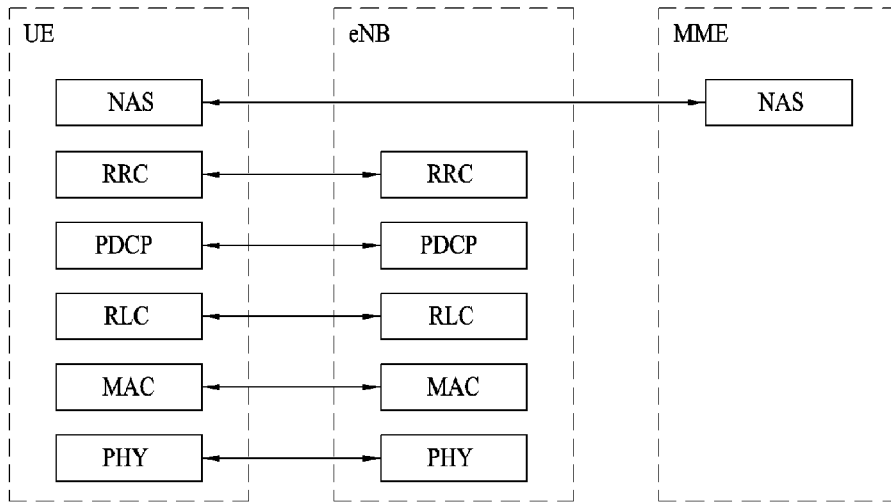 UE eNB MME
NAS NAS
RRC RRC
PDCP PDCP
RLC RLC
MAC MAC
PHY PHY